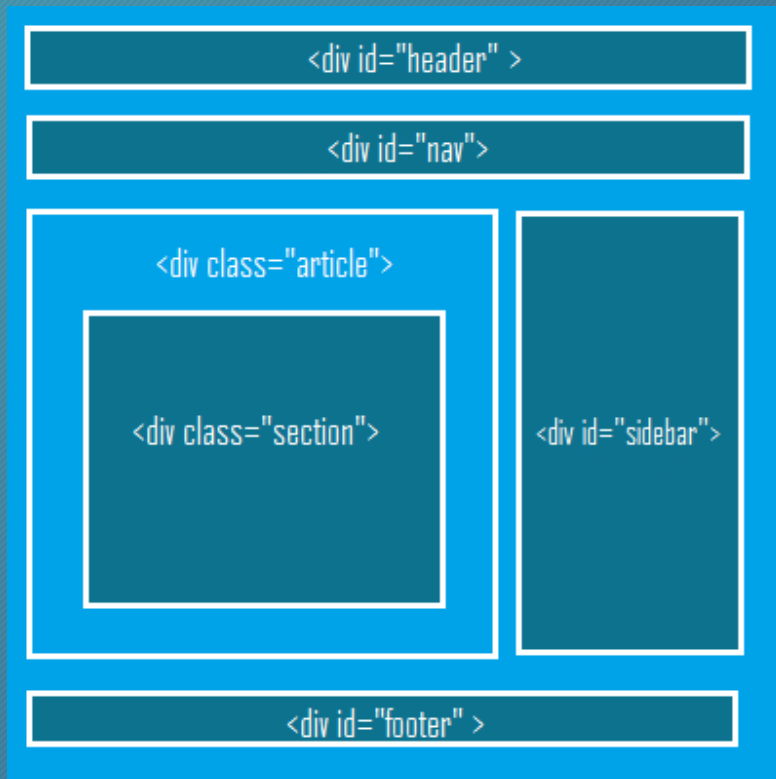 <div id="header" >
<div id="nav">
<div class="article">
<div class="section">
<div id="sidebar">
<div id="footer" >